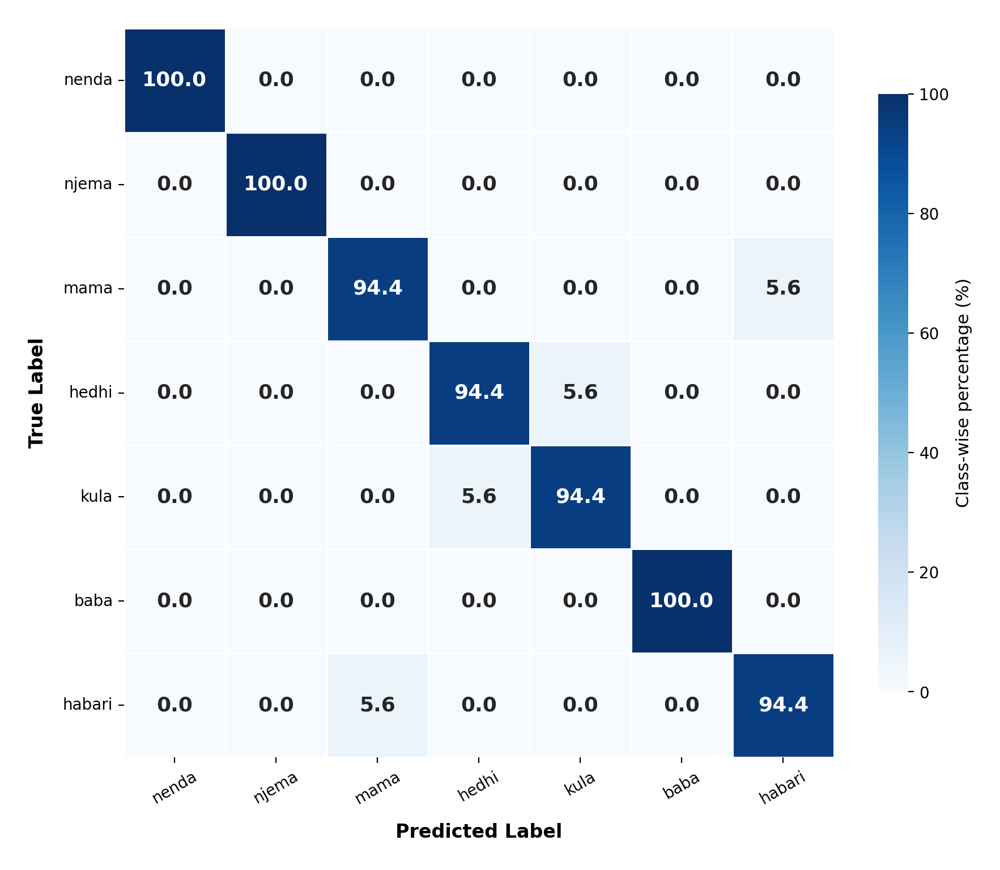 nenda 100.0 0.0 0.0 0.0 0.0 0.0 0.0
njema 0.0 100.0 0.0 0.0 0.0 0.0 0.0
mama 0.0 0.0 94.4 0.0 0.0 0.0 5.6
hedhi 0.0 0.0 0.0 94.4 5.6 0.0 0.0
kula 0.0 0.0 0.0 5.6 94.4 0.0 0.0
baba 0.0 0.0 0.0 0.0 0.0 100.0 0.0
habari 0.0 0.0 5.6 0.0 0.0 0.0 94.4
nenda njema mama hedhi kula baba habari
Predicted Label
True Label
100
80
60
40
20
0
Class-wise percentage (%)